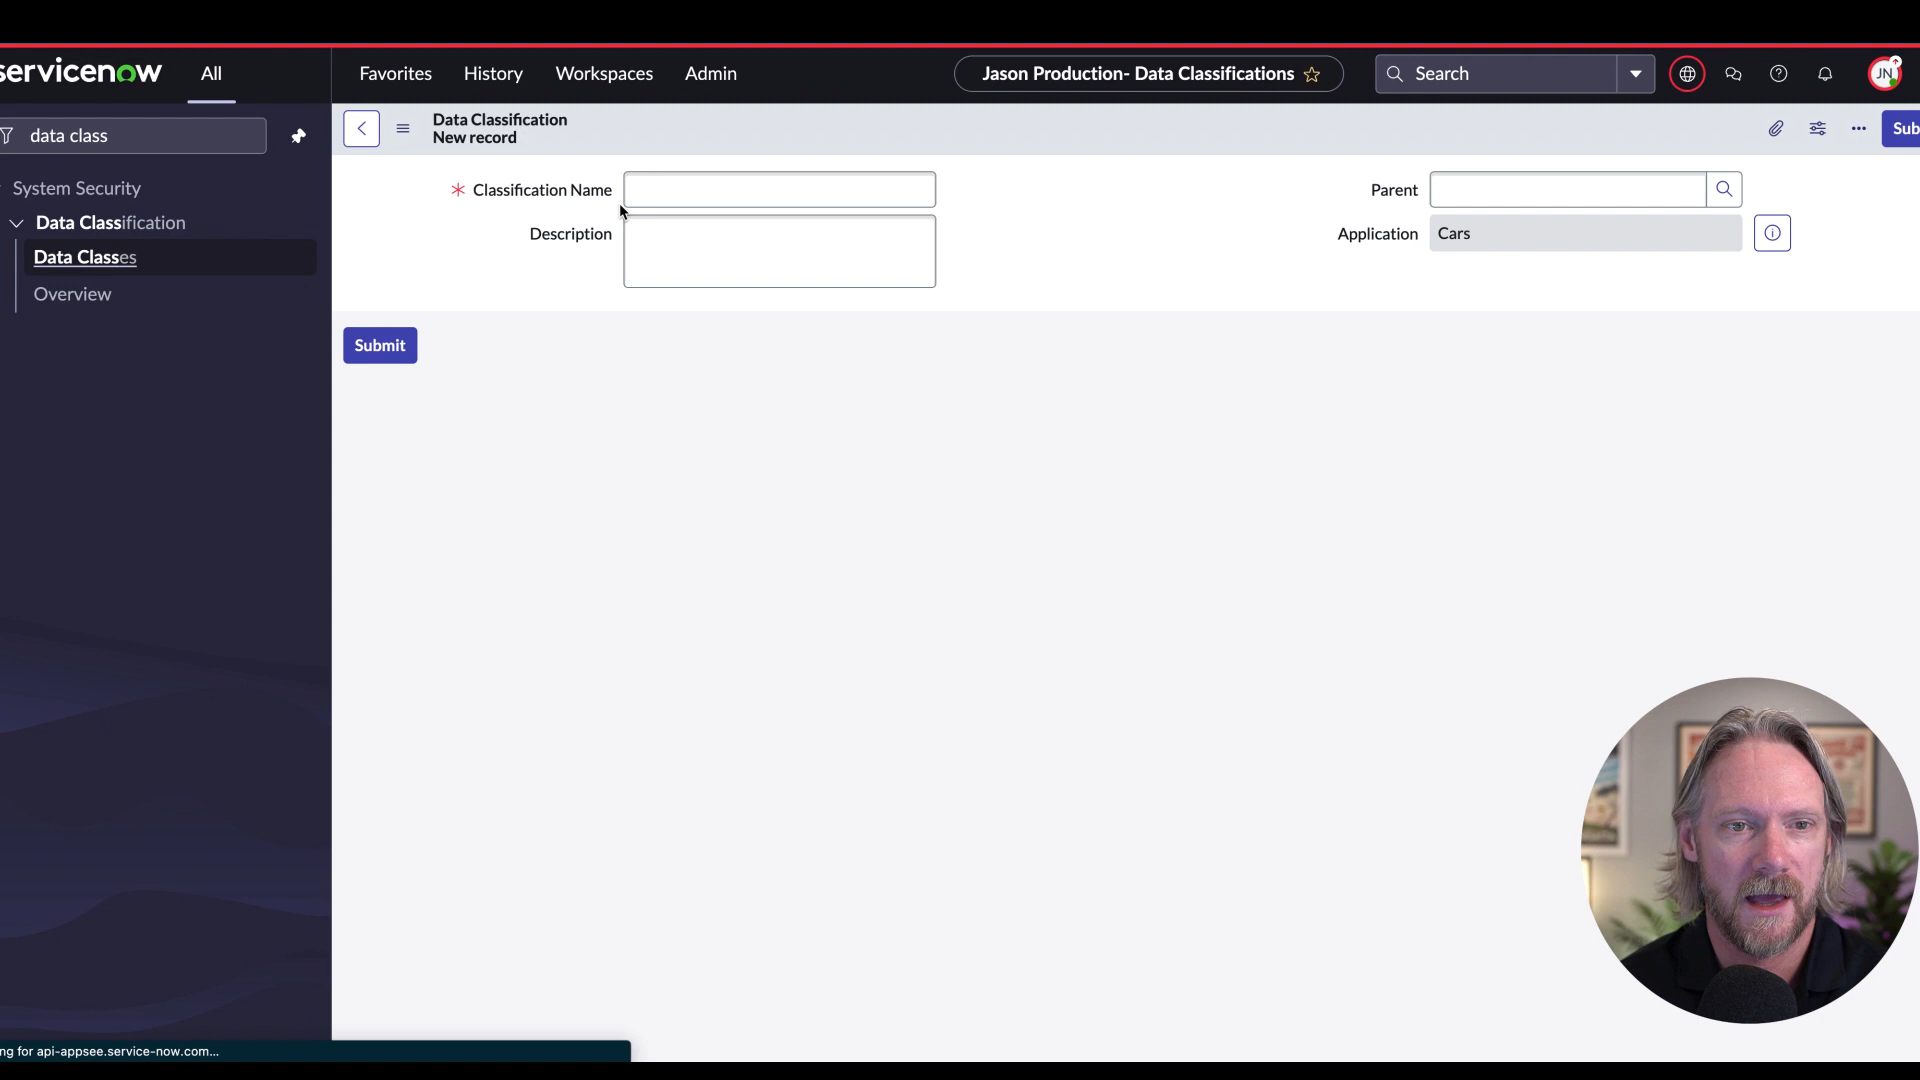 servicenow
All
Favorites
History
Workspaces
Admin
Jason Production- Data Classifications
Search
JN
data class
System Security
Data Classification
Data Classes
Overview
Data Classification
New record
Sub
Classification Name
Description
Parent
Application
Cars
Submit
ng for api-appsee.service-now.com...